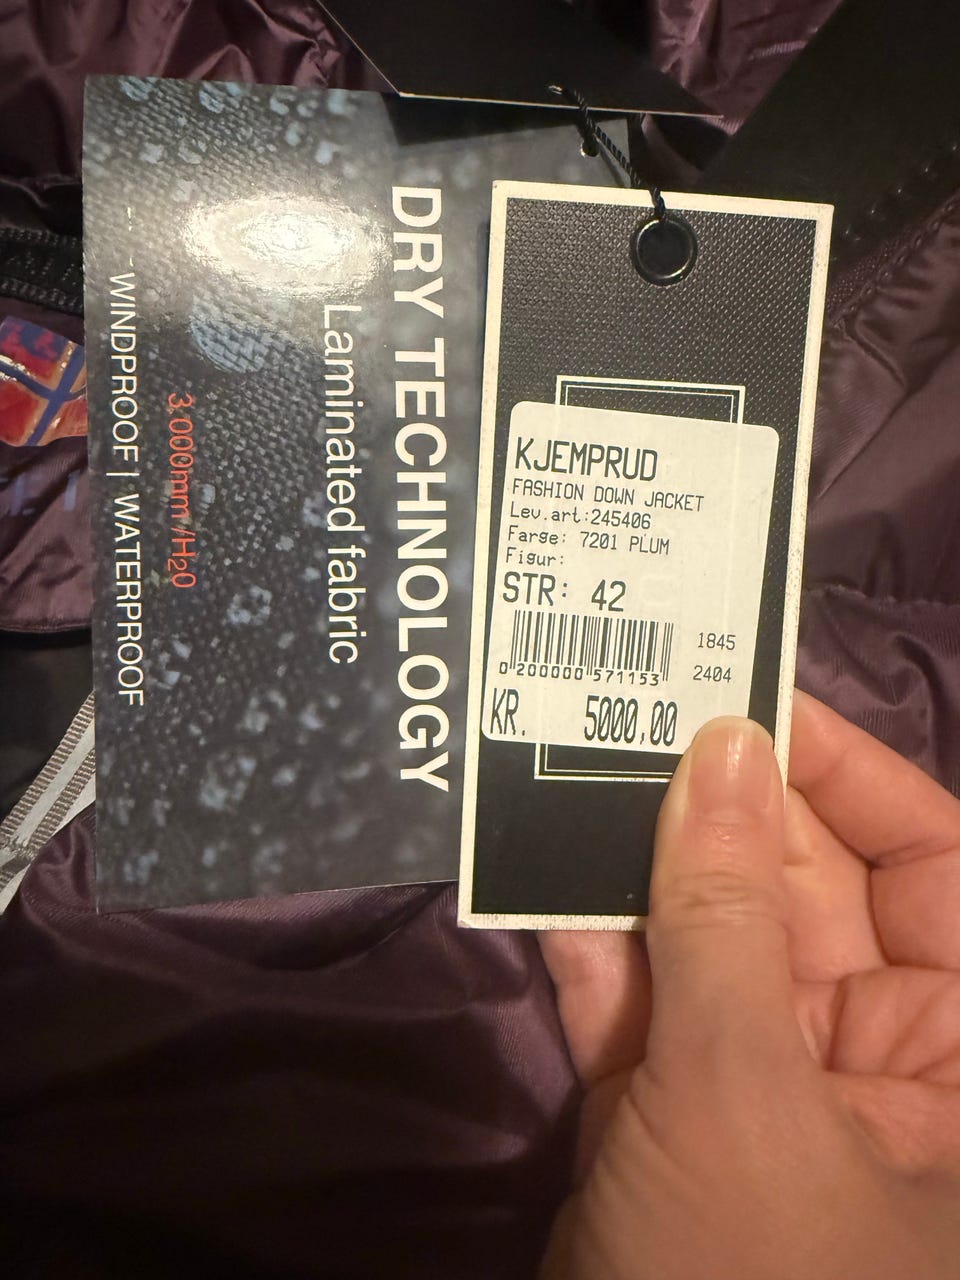 DRY TECHNOLOGY
Laminated fabric
3.000mm /H₂0
WINDPROOF | WATERPROOF
KJEMPRUD
FASHION DOWN JACKET
Lev.art:245406
Farge: 7201 PLUM
Figur:
STR: 42
1845
0 200000 571153
2404
KR. 5000,00